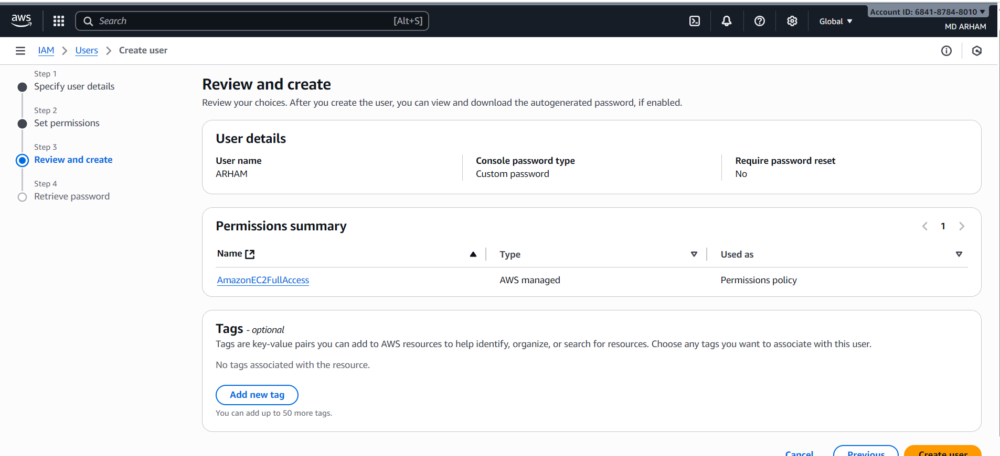 aws
Search [Alt+S]
Global
Account ID: 6841-8784-8010
MD ARHAM
IAM Users Create user
Step 1
Specify user details
Step 2
Set permissions
Step 3
Review and create
Step 4
Retrieve password
Review and create
Review your choices. After you create the user, you can view and download the autogenerated password, if enabled.
User details
User name Console password type Require password reset
ARHAM Custom password No
Permissions summary 1
Name Type Used as
AmazonEC2FullAccess AWS managed Permissions policy
Tags - optional
Tags are key-value pairs you can add to AWS resources to help identify, organize, or search for resources. Choose any tags you want to associate with this user.
No tags associated with the resource.
Add new tag
You can add up to 50 more tags.
Cancel Previous Create user